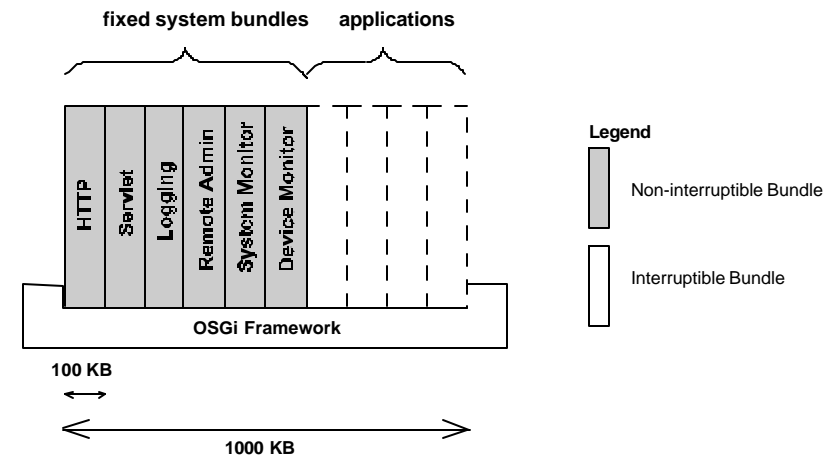 fixed system bundles applications
HTTP
Servlet
Logging
Remote Admin
System Monitor
Device Monitor
Legend
Non-interruptible Bundle
Interruptible Bundle
OSGi Framework
100 KB
1000 KB